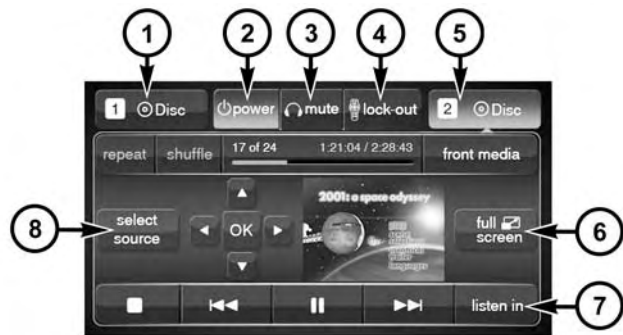 1 2 3 4 5
1 Disc power mute lock-out 2 Disc
repeat shuffle 17 of 24 1:21:04 / 2:28:43 front media
2001: a space odyssey
select
source
OK
full
screen
8
6
listen in
7